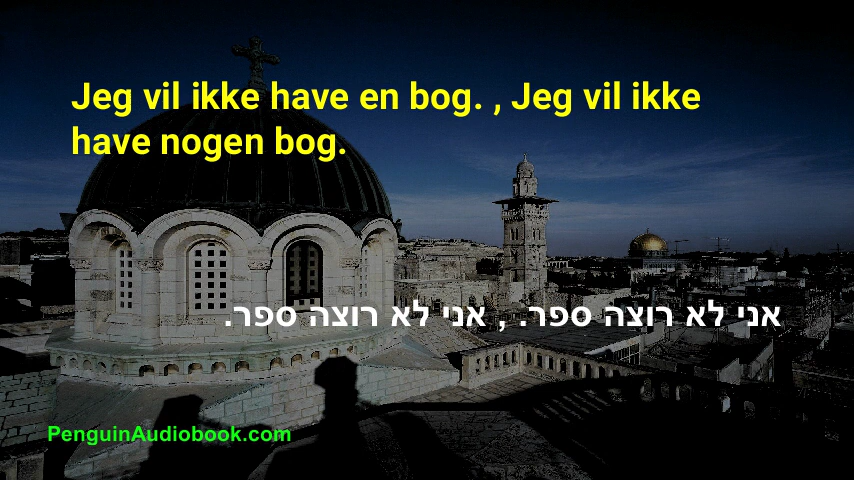 Jeg vil ikke have en bog. , Jeg vil ikke
have nogen bog.
אני לא רוצה ספר. , אני לא רוצה ספר.
PenguinAudiobook.com